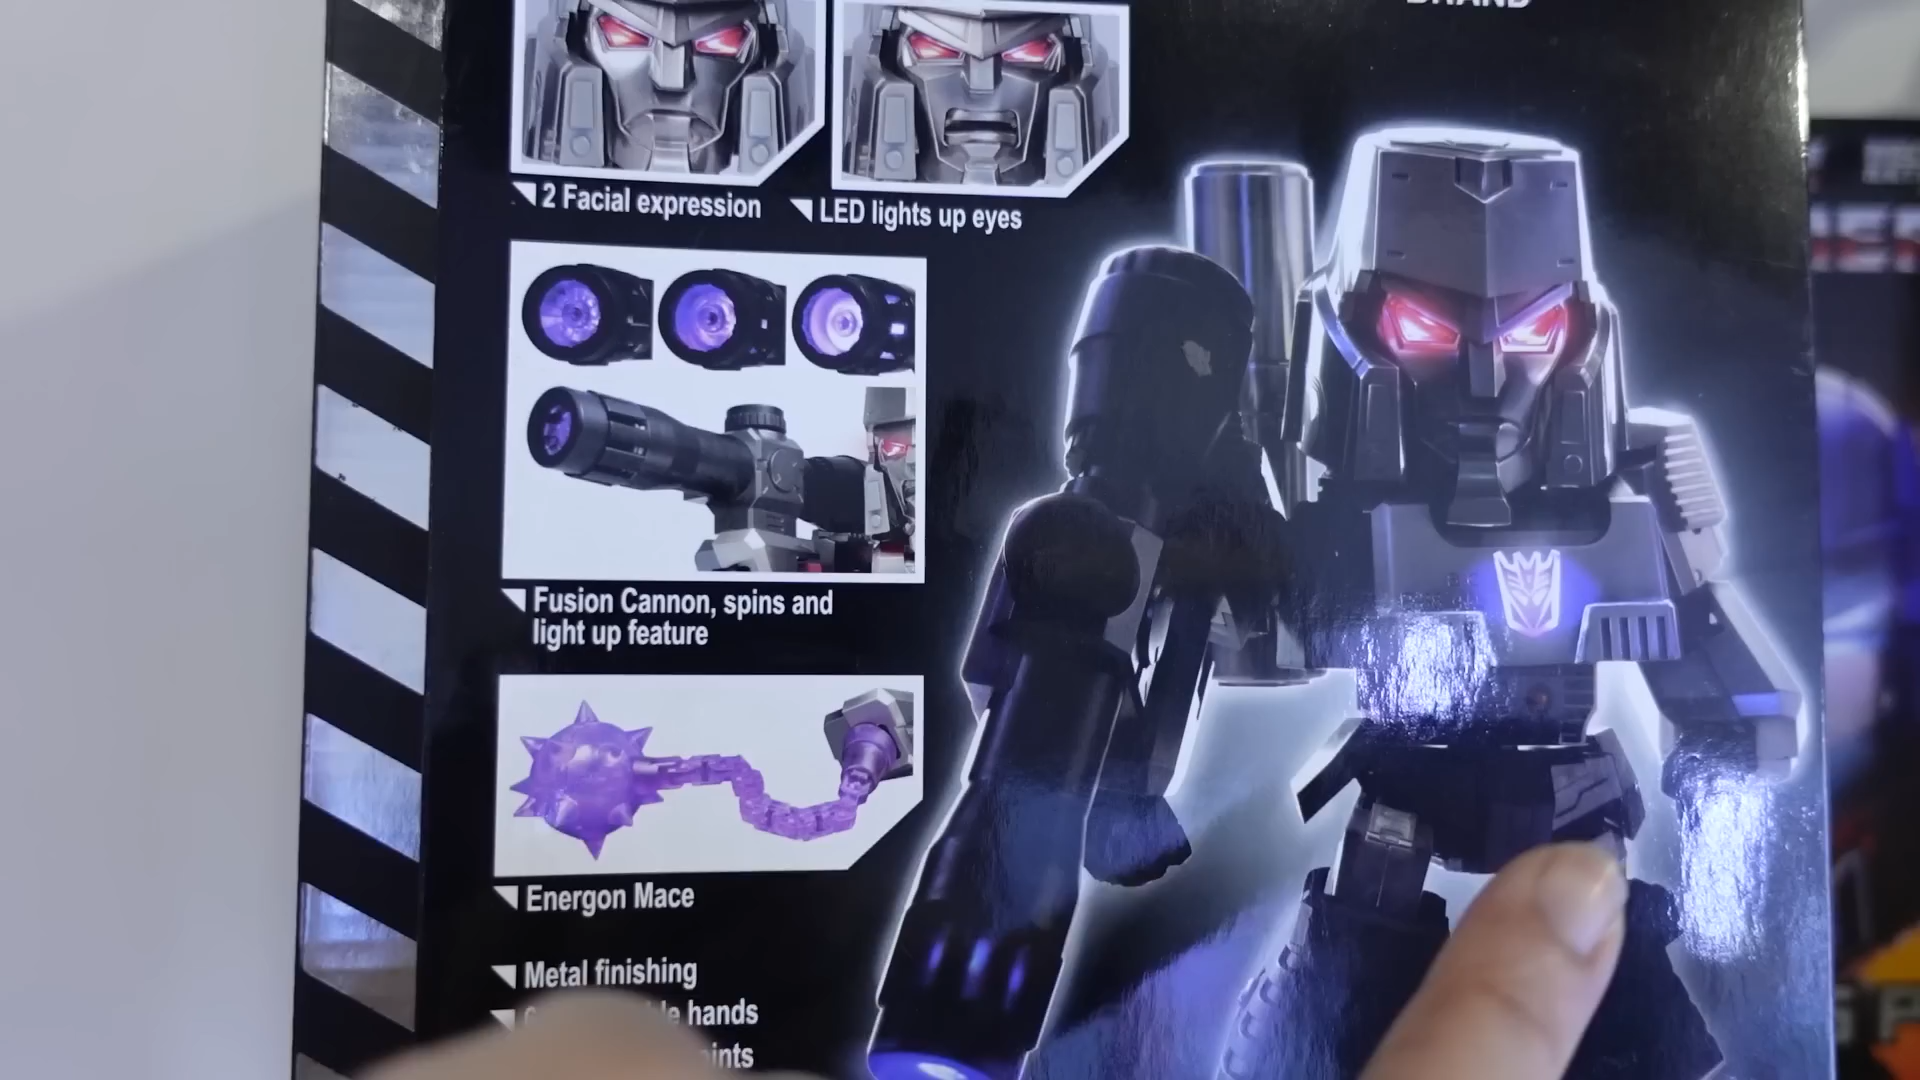 BRAND
2 Facial expression
LED lights up eyes
Fusion Cannon, spins and
light up feature
Energon Mace
Metal finishing
hands